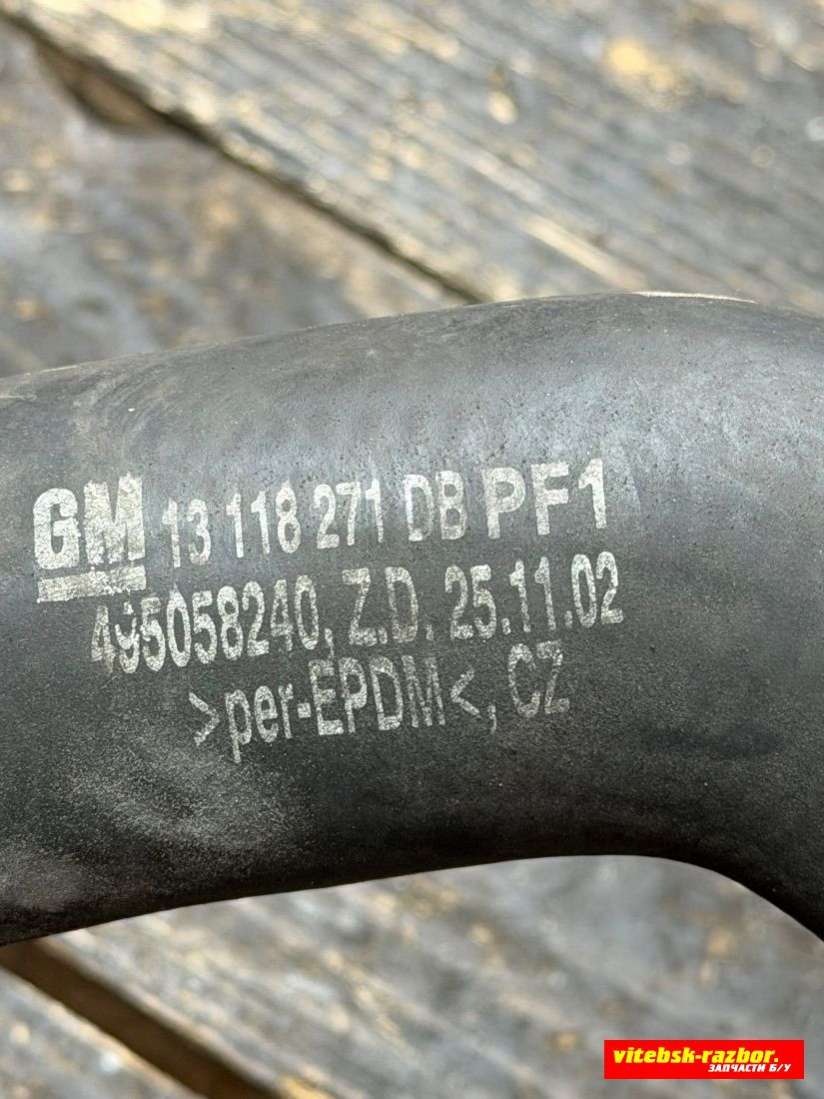 GM 13 118 271 DB PF1
495058240, Z.D. 25.11.02
>per-EPDM<, CZ
vitebsk-razbor.
ЗАПЧАСТИ Б/У